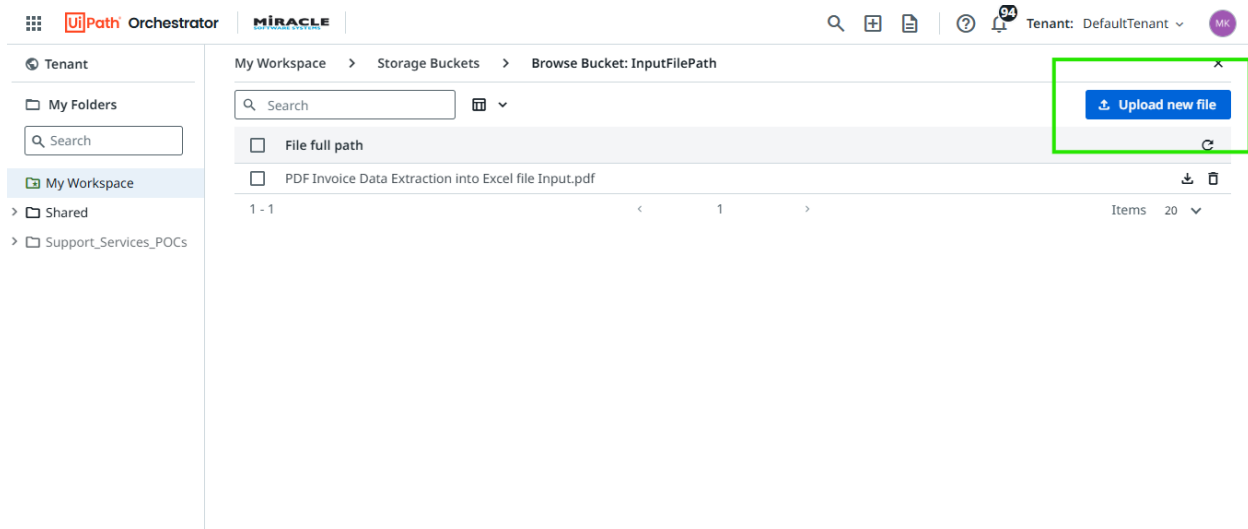 UiPath Orchestrator
MIRACLE
SOFTWARE SYSTEMS
94
Tenant: DefaultTenant
MK
Tenant
My Folders
Search
My Workspace
Shared
Support_Services_POCs
My Workspace > Storage Buckets > Browse Bucket: InputFilePath
Search
Upload new file
File full path
PDF Invoice Data Extraction into Excel file Input.pdf
1 - 1
1
Items 20